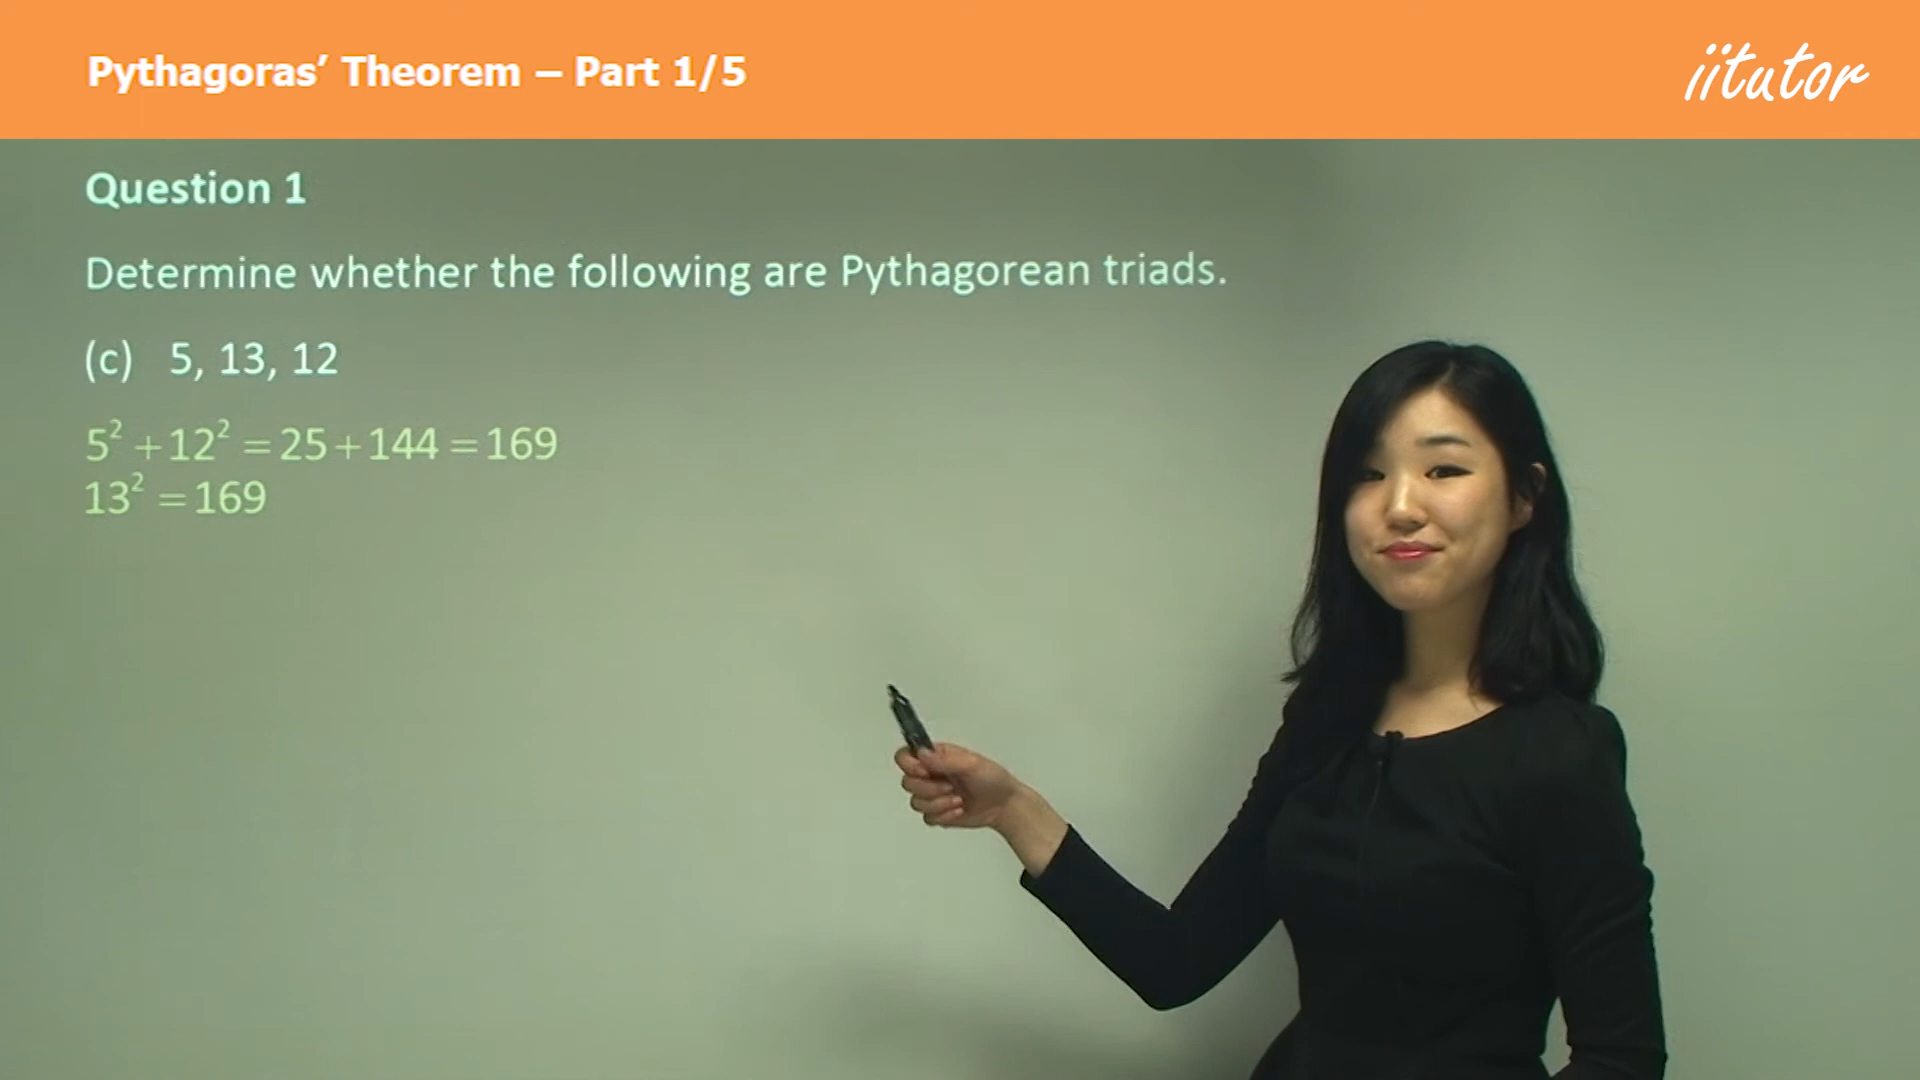 Pythagoras’ Theorem – Part 1/5
iitutor
Question 1
Determine whether the following are Pythagorean triads.
(c) 5, 13, 12
5² + 12² = 25 + 144 = 169
13² = 169